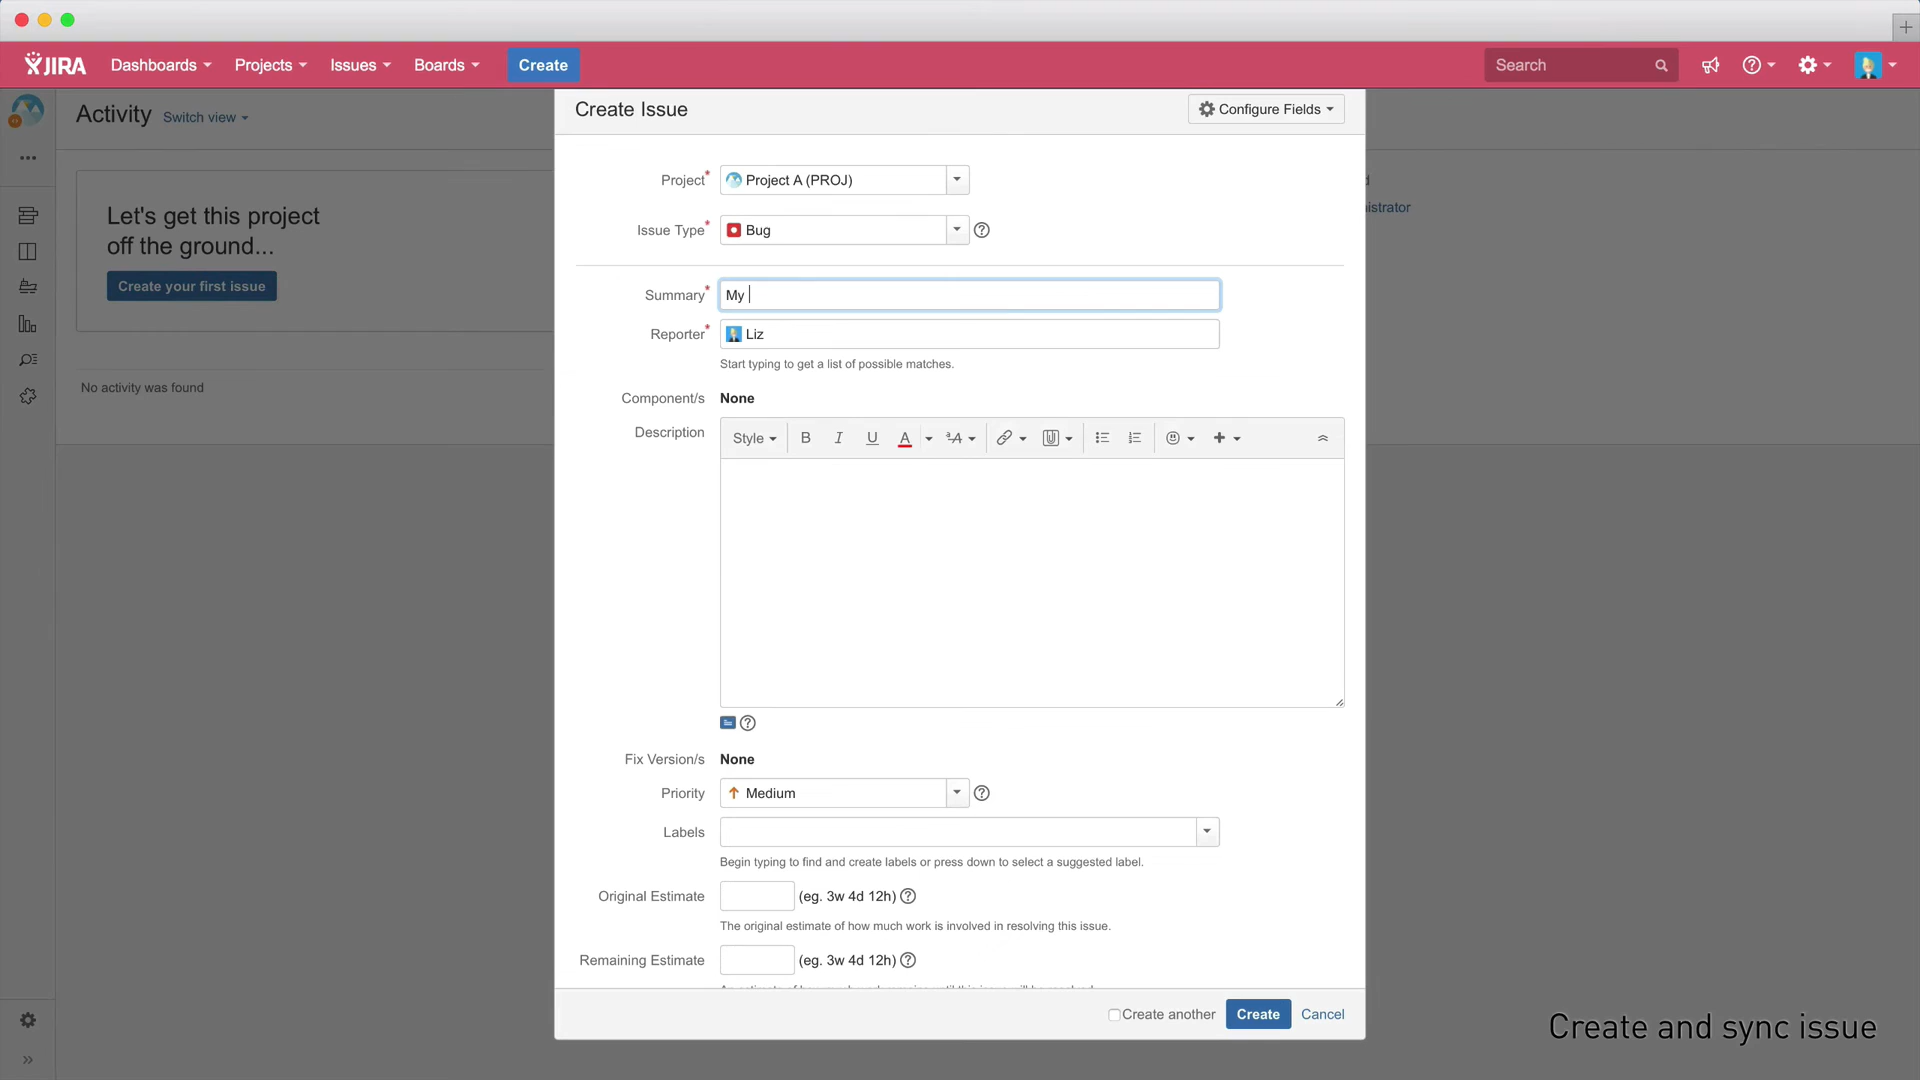 JIRA
Dashboards
Projects
Issues
Boards
Create
Search
Activity
Switch view
Let's get this project
off the ground...
Create your first issue
No activity was found
Create Issue
Configure Fields
Project*
Project A (PROJ)
Issue Type*
Bug
Summary*
My
Reporter*
Liz
Start typing to get a list of possible matches.
Component/s
None
Description
Style
B
I
U
A
Fix Version/s
None
Priority
Medium
Labels
Begin typing to find and create labels or press down to select a suggested label.
Original Estimate
(eg. 3w 4d 12h)
The original estimate of how much work is involved in resolving this issue.
Remaining Estimate
(eg. 3w 4d 12h)
Create another
Create
Cancel
istrator
Create and sync issue